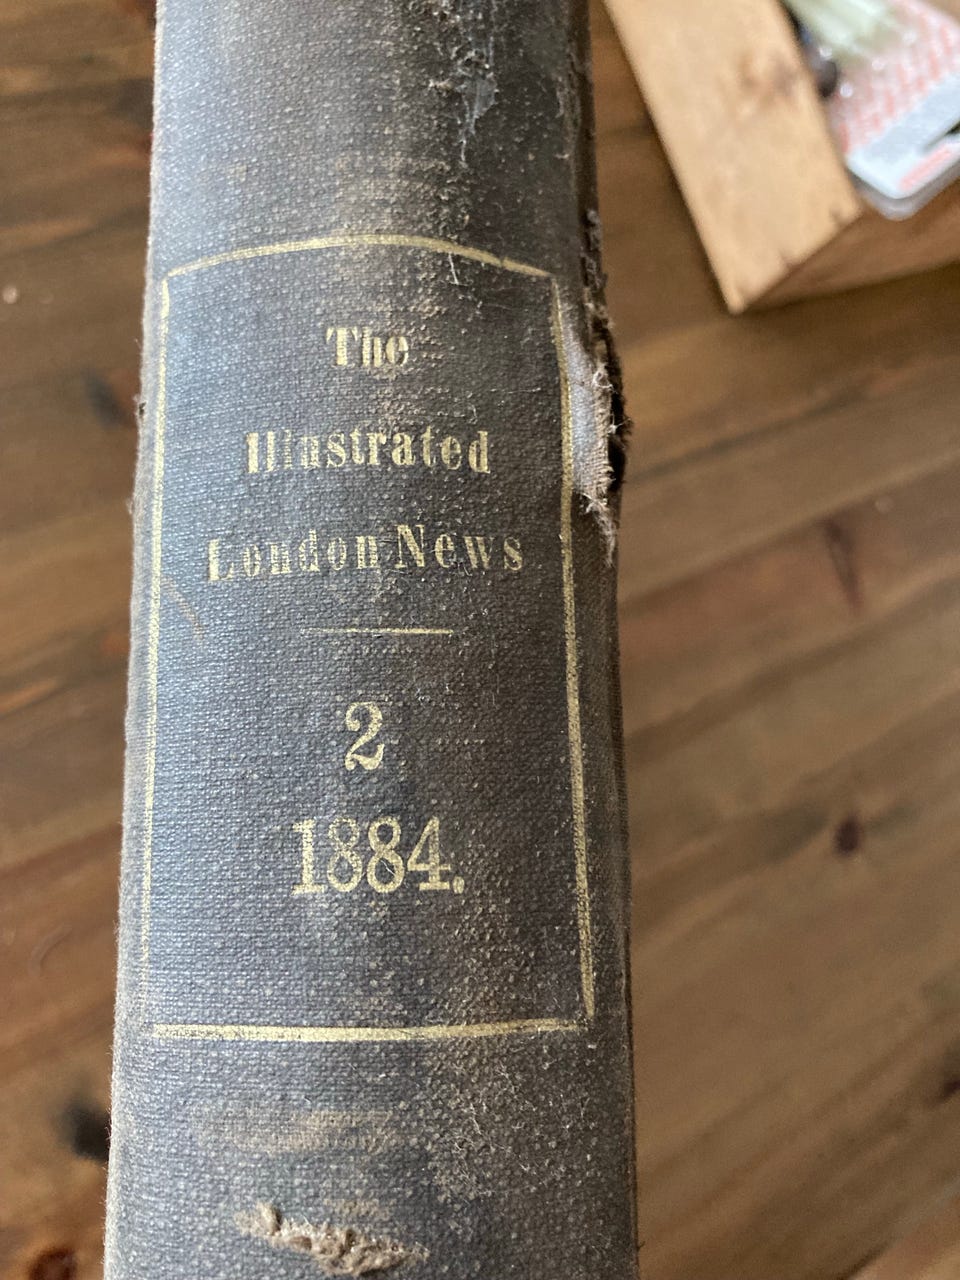 The
Illustrated
London News
2
1884.